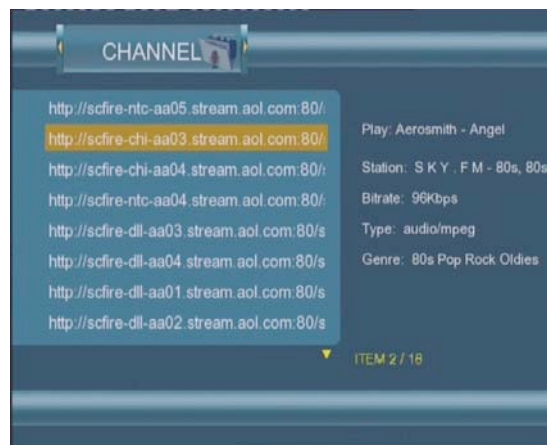 CHANNEL
http://scfire-ntc-aa05.stream.aol.com:80/
http://scfire-chi-aa03.stream.aol.com:80/
http://scfire-chi-aa04.stream.aol.com:80/
http://scfire-ntc-aa04.stream.aol.com:80/
http://scfire-dll-aa03.stream.aol.com:80/s
http://scfire-dll-aa04.stream.aol.com:80/s
http://scfire-dll-aa01.stream.aol.com:80/s
http://scfire-dll-aa02.stream.aol.com:80/s
Play: Aerosmith - Angel
Station: S K Y . F M - 80s, 80s
Bitrate: 96Kbps
Type: audio/mpeg
Genre: 80s Pop Rock Oldies
ITEM 2 / 18